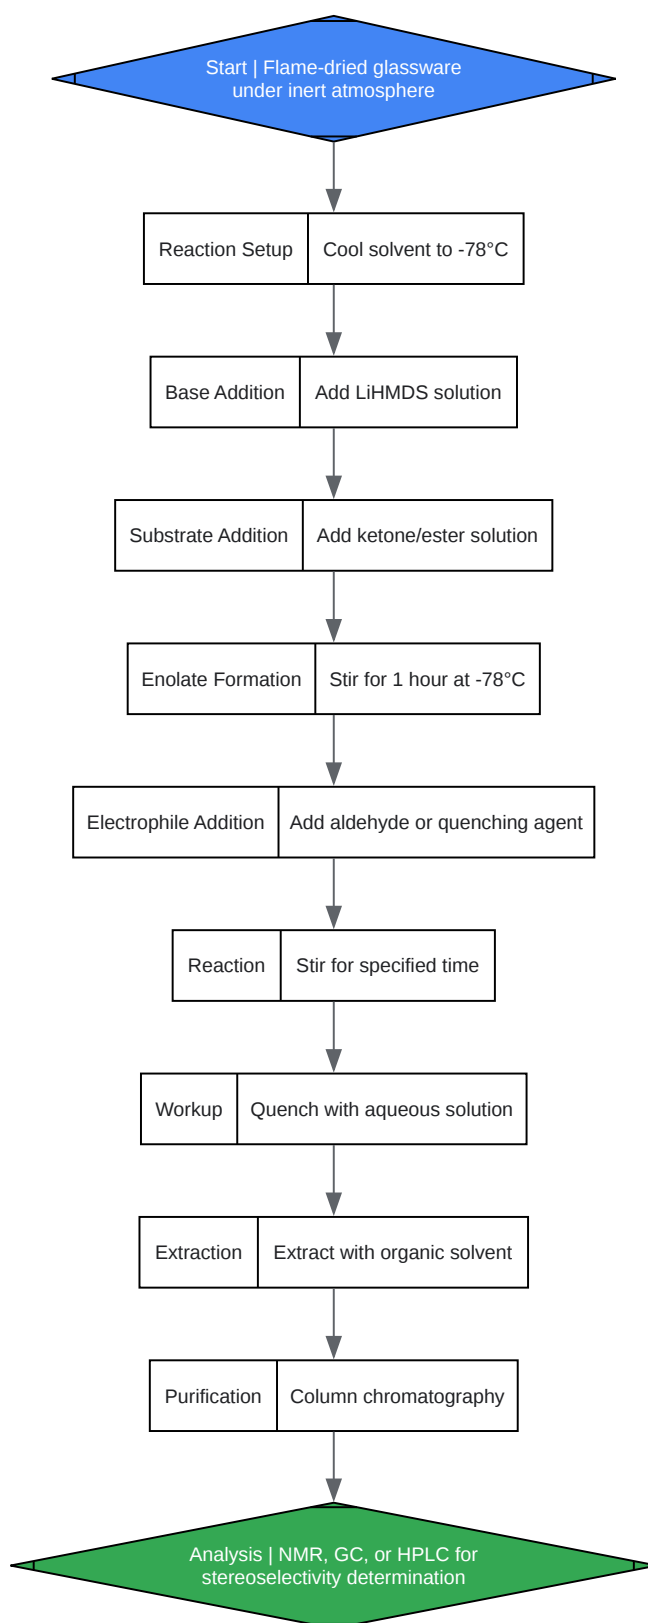 Start | Flame-dried glassware
under inert atmosphere
Reaction Setup
Cool solvent to -78°C
Base Addition
Add LiHMDS solution
Substrate Addition
Add ketone/ester solution
Enolate Formation
Stir for 1 hour at -78°C
Electrophile Addition
Add aldehyde or quenching agent
Reaction
Stir for specified time
Workup
Quench with aqueous solution
Extraction
Extract with organic solvent
Purification
Column chromatography
Analysis | NMR, GC, or HPLC for
stereoselectivity determination